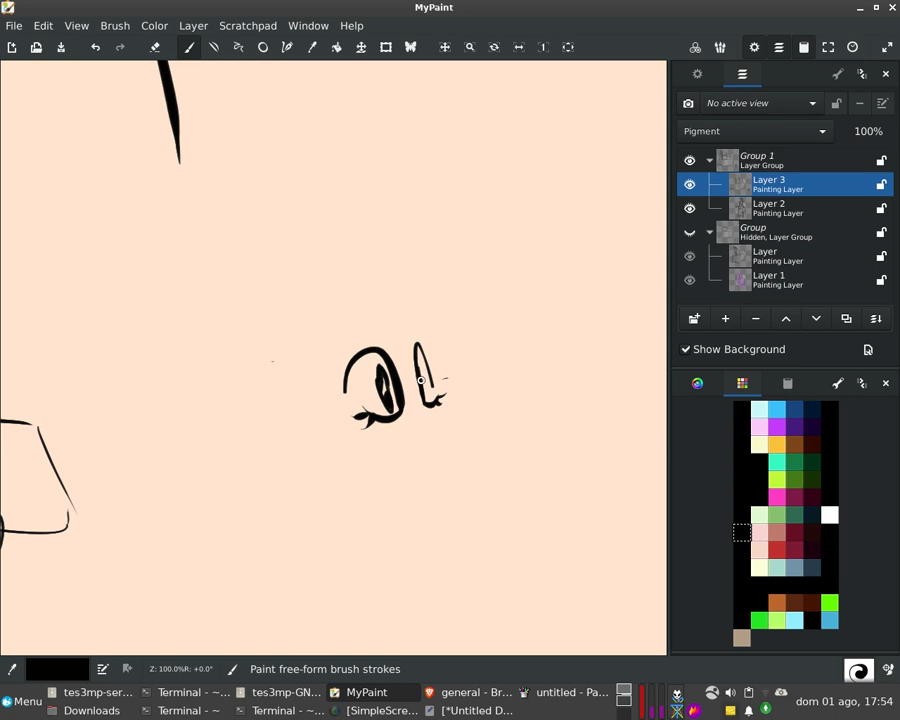 MyPaint
File Edit View Brush Color Layer Scratchpad Window Help
No active view
Pigment 100%
Group 1
Layer Group
Layer 3
Painting Layer
Layer 2
Painting Layer
Group
Hidden, Layer Group
Layer
Painting Layer
Layer 1
Painting Layer
Show Background
Z: 100.0%R: +0.0° Paint free-form brush strokes
Menu tes3mp-ser... Terminal - ~... tes3mp-GN... MyPaint general - Br... untitled - Pa... dom 01 ago, 17:54
Downloads Terminal - ~ Terminal - ~... [SimpleScre... [*Untitled D...